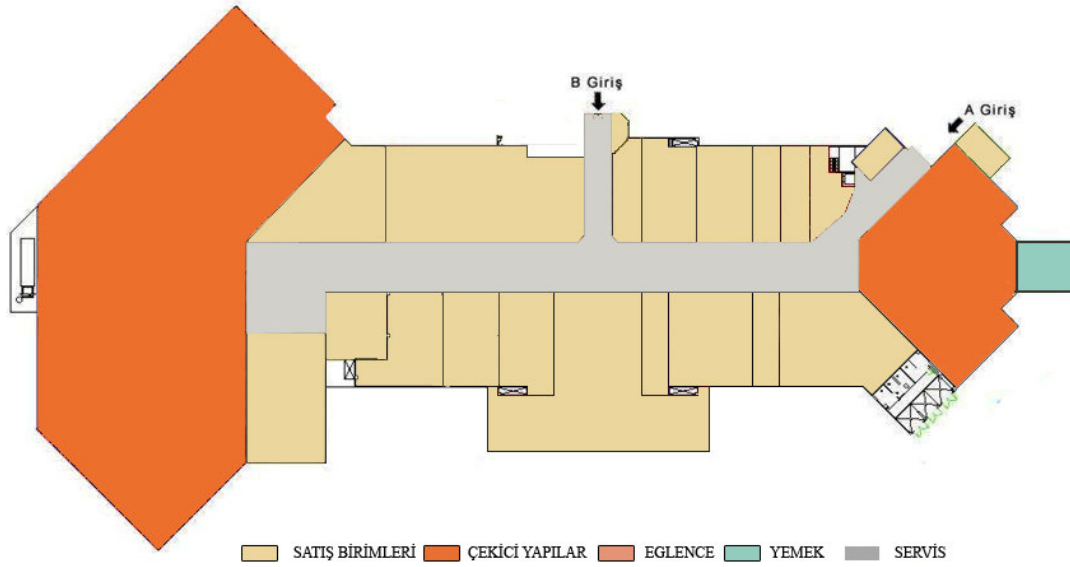 B Giriş
A Giriş
SATIŞ BİRİMLERİ ÇEKİCİ YAPILAR EGLENCE YEMEK SERVİS